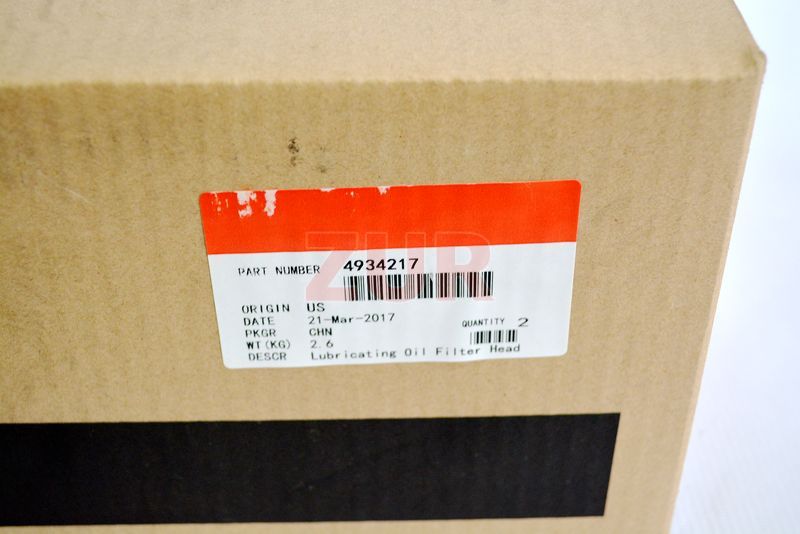 ZUR
PART NUMBER 4934217
ORIGIN US
DATE 21-Mar-2017
PKGR CHN
QUANTITY 2
WT(KG) 2.6
DESCR Lubricating Oil Filter Head